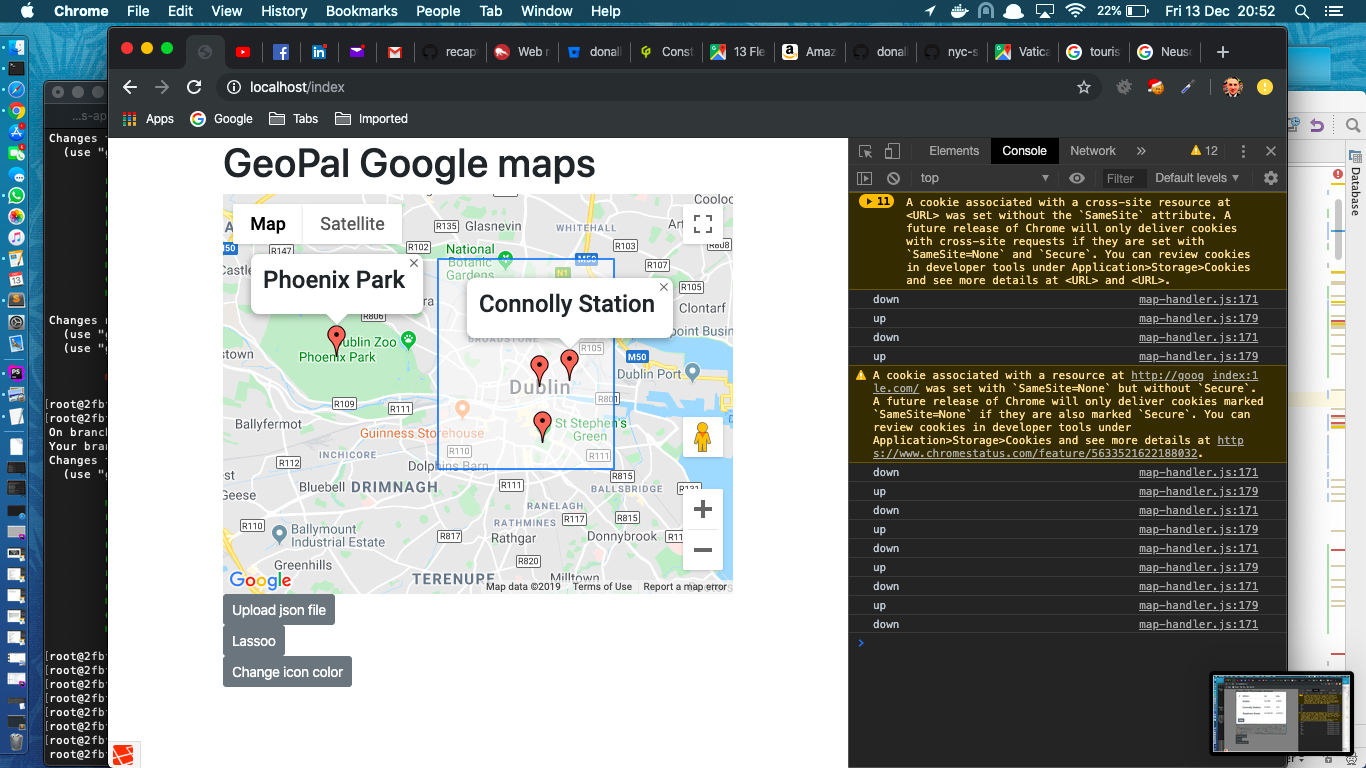 Chrome File Edit View History Bookmarks People Tab Window Help 22% Fri 13 Dec 20:52
recap Web r donall Const 13 Fle Amaz donal nyc-s Vatica touris Neuse
localhost/index
Apps Google Tabs Imported
...s-ap
Changes
(use "g
Changes
(use "g
(use "g
[root@2fb
[root@2fb
On branch
Your bran
Changes
(use "g
[root@2fb
[root@2fb
[root@2fb
[root@2fb
[root@2fb
[root@2fb
[root@2fb
root@2fb
GeoPal Google maps
Map Satellite
R135 Glasnevin
WHITEHALL
R147
R102
R103
R107
R105
M50
National
Botanic
Gardens
N1
Clontarf
Phoenix Park
Connolly Station
R806
Dublin Zoo
Phoenix Park
BROADSTONE
R105
M50
Dublin Port
Dublin
R109
R111
R801
Ballyfermot
Guinness Storehouse
St Stephen's
Green
INCHICORE
R110
R111
Dolphins Barn
R112
R815
Bluebell
DRIMNAGH
R111
BALLSBRIDGE
R131
Geese
RANELAGH
R110
Ballymount
Industrial Estate
R817
RATHMINES
R117
R815
Rathgar
Donnybrook
Greenhills
R820
TERENURE
Milltown
Google
Map data ©2019 Terms of Use Report a map error
Upload json file
Lassoo
Change icon color
Elements Console Network » 12
top Filter Default levels
11 A cookie associated with a cross-site resource at
<URL> was set without the `SameSite` attribute. A
future release of Chrome will only deliver cookies
with cross-site requests if they are set with
`SameSite=None` and `Secure`. You can review cookies
in developer tools under Application>Storage>Cookies
and see more details at <URL> and <URL>.
down map-handler.js:171
up map-handler.js:179
down map-handler.js:171
up map-handler.js:179
A cookie associated with a resource at http://goog index:1
le.com/ was set with `SameSite=None` but without `Secure`.
A future release of Chrome will only deliver cookies marked
`SameSite=None` if they are also marked `Secure`. You can
review cookies in developer tools under
Application>Storage>Cookies and see more details at http
s://www.chromestatus.com/feature/5633521622188032.
down map-handler.js:171
up map-handler.js:179
down map-handler.js:171
up map-handler.js:179
down map-handler.js:171
up map-handler.js:179
down map-handler.js:171
up map-handler.js:179
down map-handler.js:171
Database